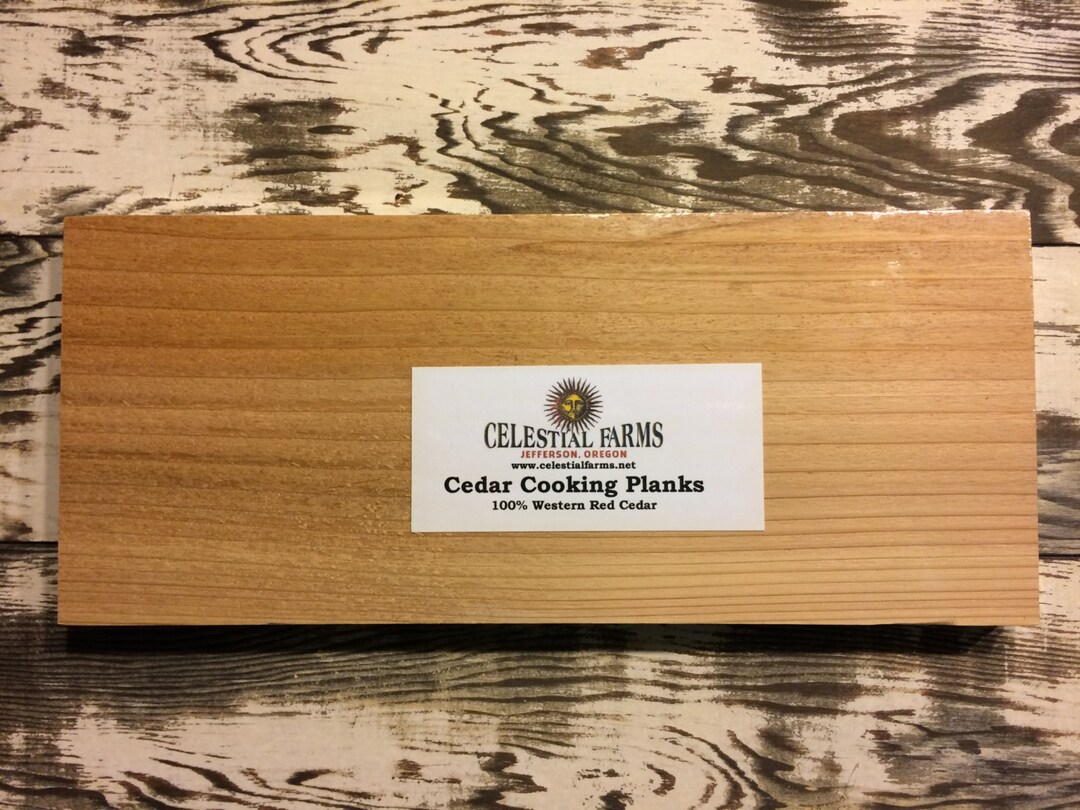 CELESTIAL FARMS
JEFFERSON, OREGON
www.celestialfarms.net
Cedar Cooking Planks
100% Western Red Cedar